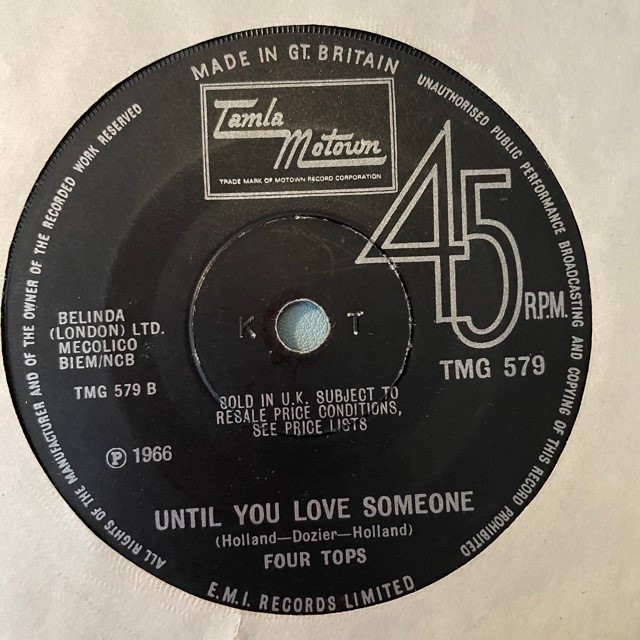 MADE IN GT. BRITAIN
Tamla
Motown
TRADE MARK OF MOTOWN RECORD CORPORATION
45
R.P.M.
TMG 579
BELINDA
(LONDON) LTD.
MECOLICO
BIEM/NCB
TMG 579 B
K T
SOLD IN U.K. SUBJECT TO
RESALE PRICE CONDITIONS,
SEE PRICE LISTS
℗ 1966
UNTIL YOU LOVE SOMEONE
(Holland—Dozier—Holland)
FOUR TOPS
E.M.I. RECORDS LIMITED
ALL RIGHTS OF THE MANUFACTURER AND OF THE OWNER OF THE RECORDED WORK RESERVED
UNAUTHORISED PUBLIC PERFORMANCE BROADCASTING AND COPYING OF THIS RECORD PROHIBITED